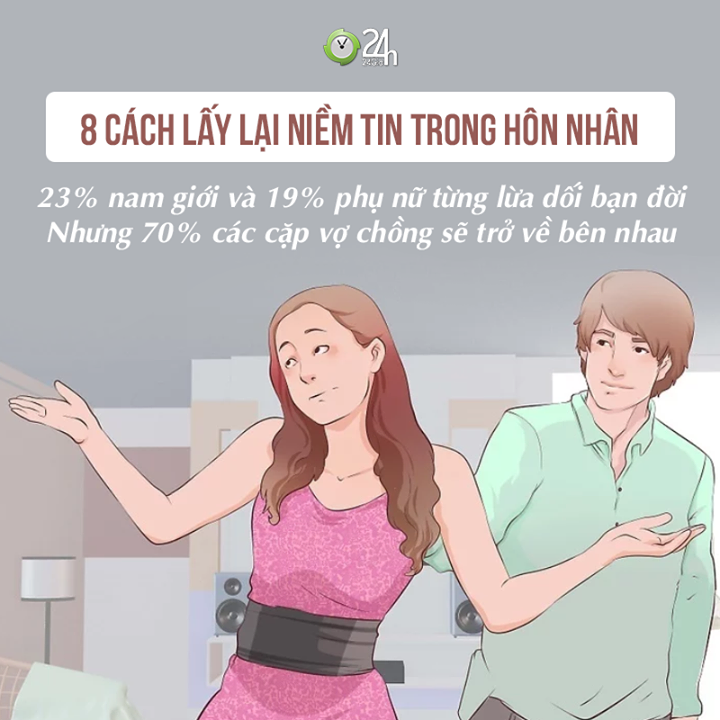 24h
8 CÁCH LẤY LẠI NIỀM TIN TRONG HÔN NHÂN
23% nam giới và 19% phụ nữ từng lừa dối bạn đời
Nhưng 70% các cặp vợ chồng sẽ trở về bên nhau